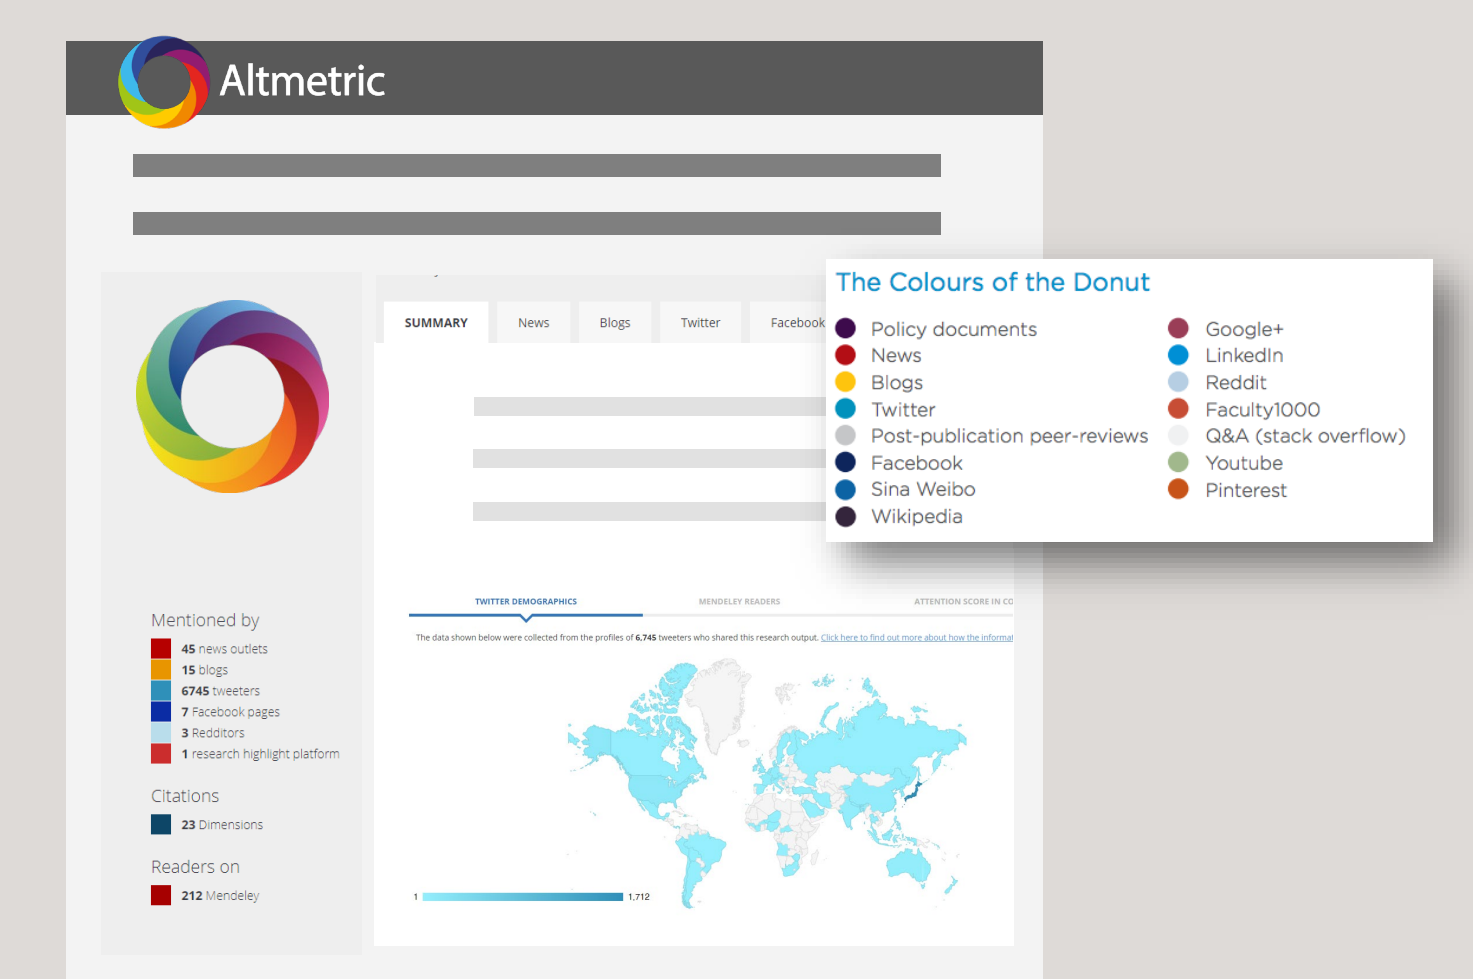 Altmetric
SUMMARY
News
Blogs
Twitter
Facebook
The Colours of the Donut
Policy documents
News
Blogs
Twitter
Post-publication peer-reviews
Facebook
Sina Weibo
Wikipedia
Google+
LinkedIn
Reddit
Faculty1000
Q&A (stack overflow)
Youtube
Pinterest
Mentioned by
45 news outlets
15 blogs
6745 tweeters
7 Facebook pages
3 Redditors
1 research highlight platform
Citations
23 Dimensions
Readers on
212 Mendeley
TWITTER DEMOGRAPHICS
MENDELEY READERS
ATTENTION SCORE IN CO
The data shown below were collected from the profiles of 6,745 tweeters who shared this research output. Click here to find out more about how the informat
1
1,712